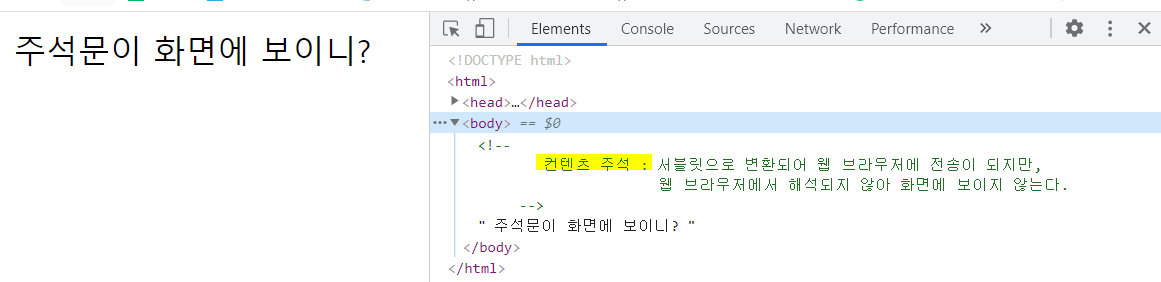 주석문이 화면에 보이니?
Elements Console Sources Network Performance »
<!DOCTYPE html>
<html>
<head>…</head>
<body> == $0
<!--
컨텐츠 주석 : 서블릿으로 변환되어 웹 브라우저에 전송이 되지만,
웹 브라우저에서 해석되지 않아 화면에 보이지 않는다.
-->
" 주석문이 화면에 보이니? "
</body>
</html>